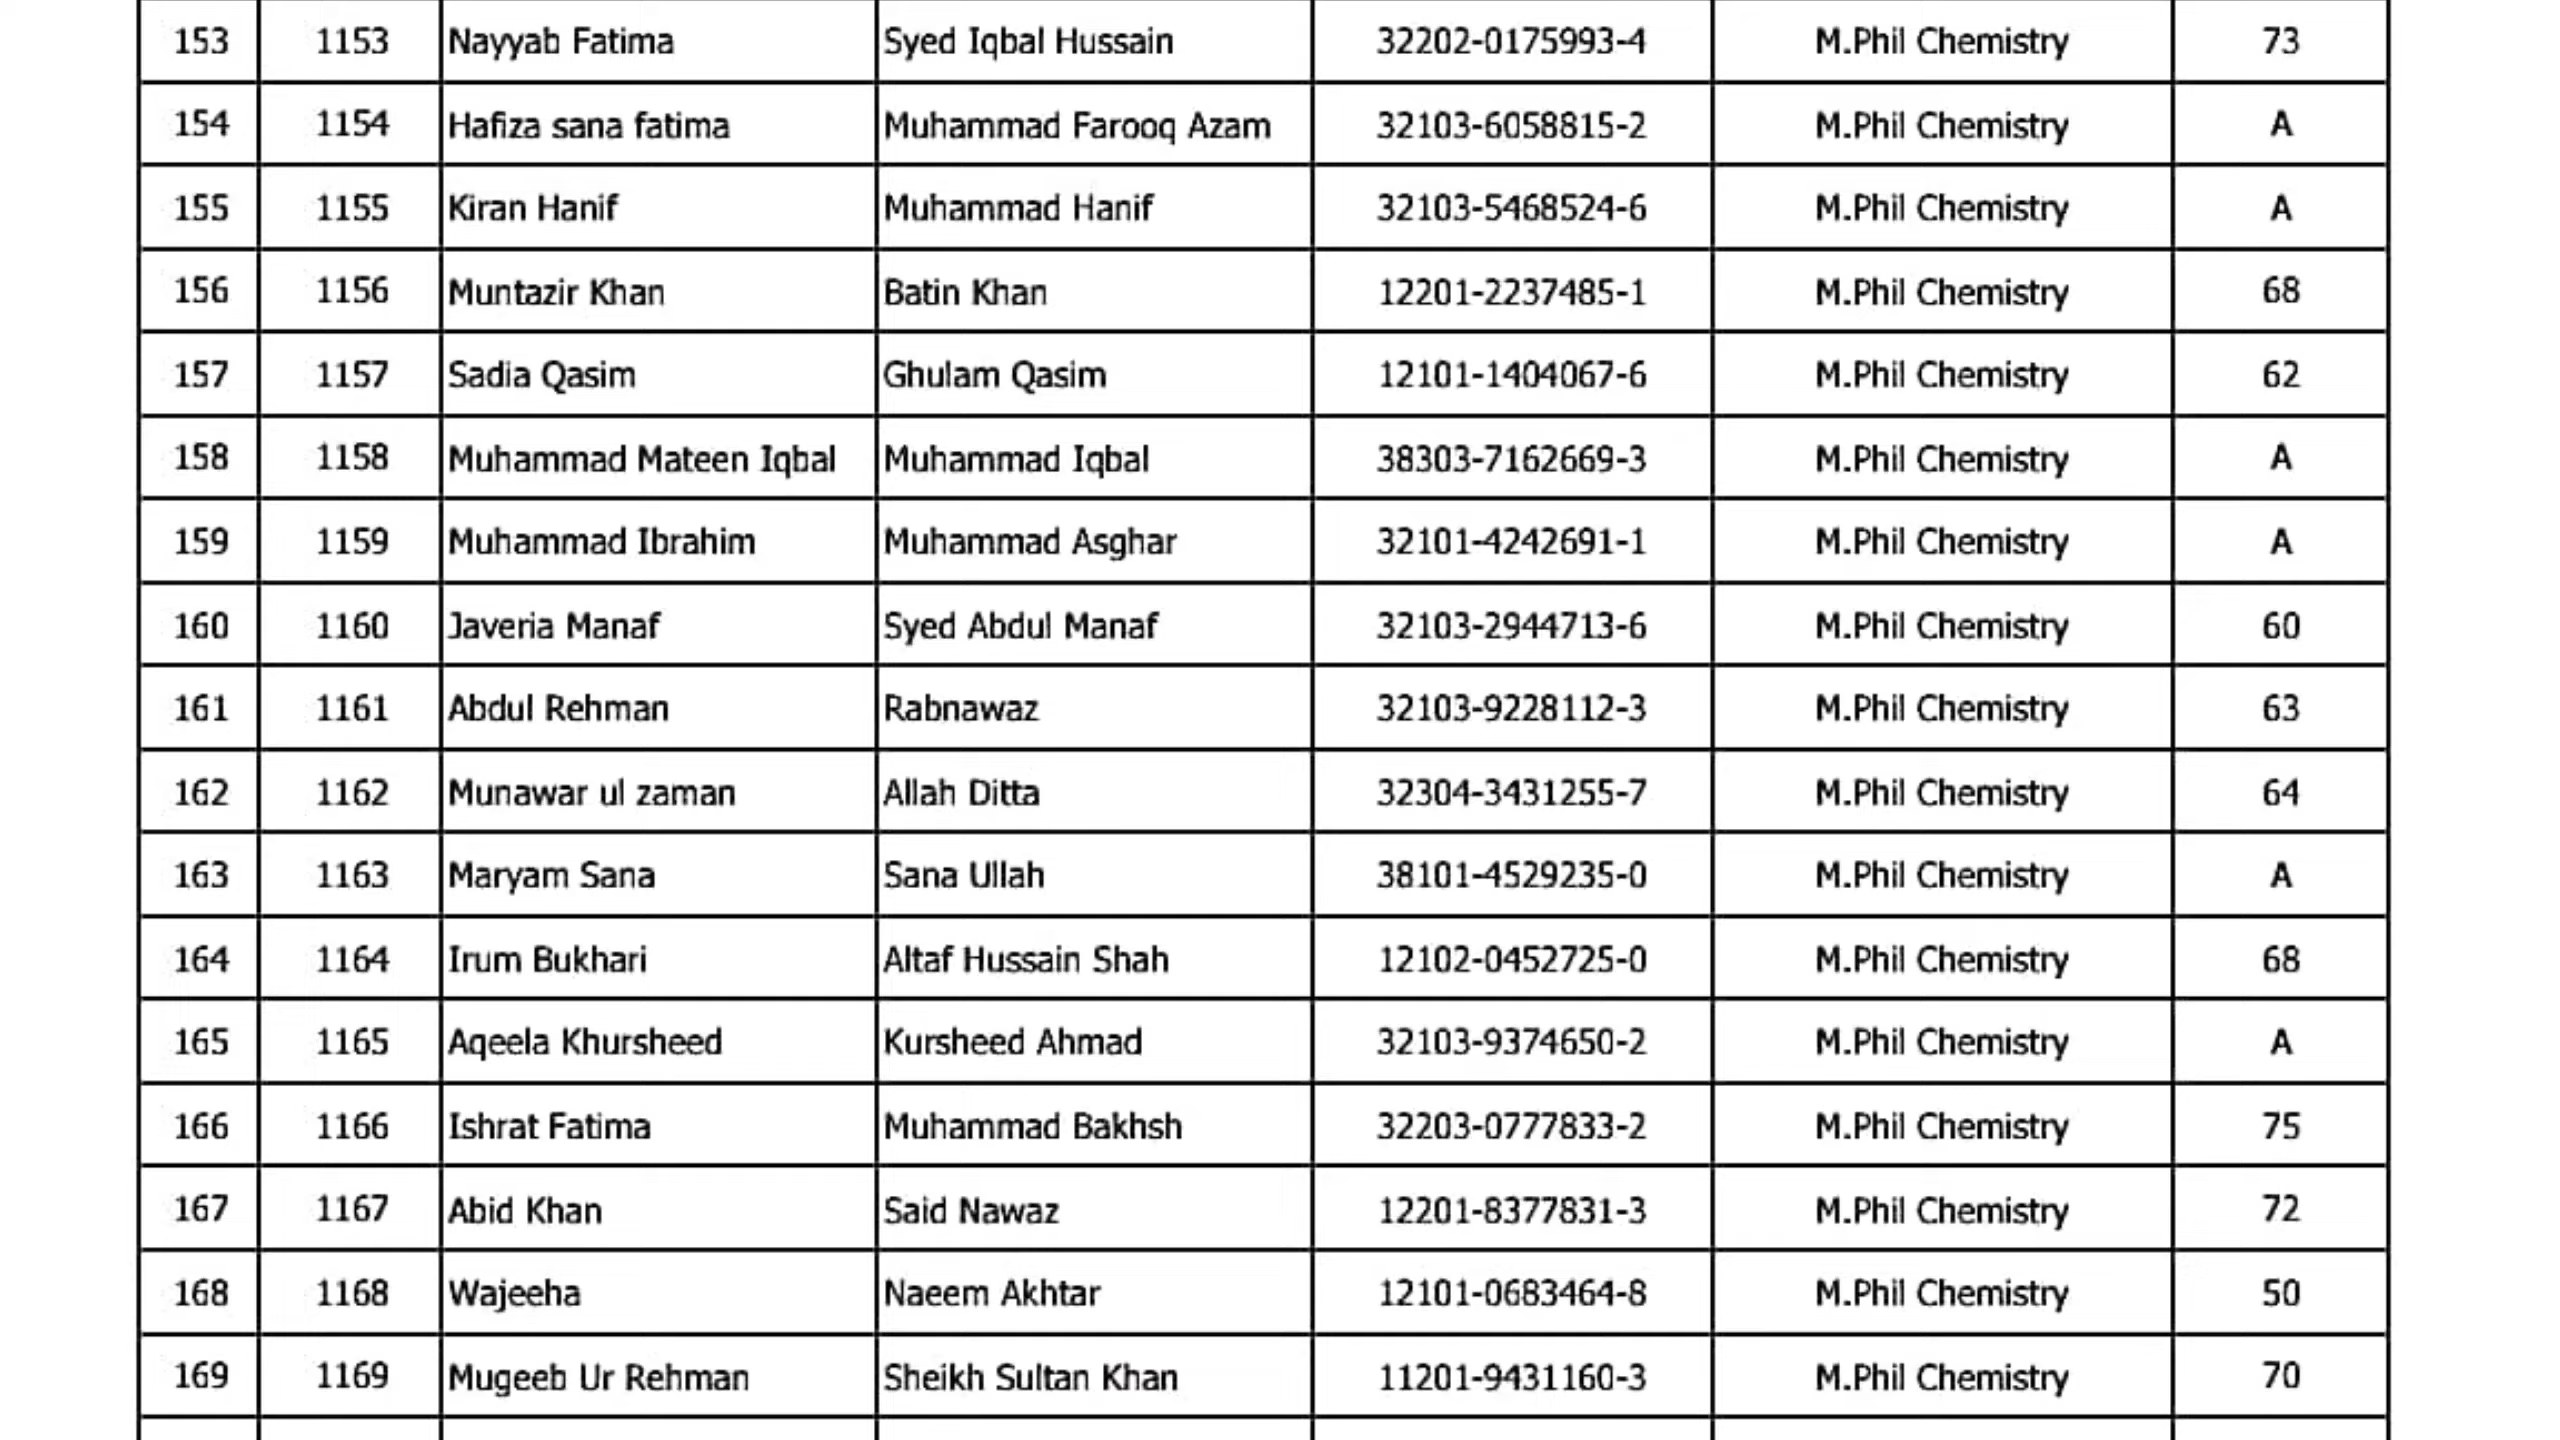 153 1153 Nayyab Fatima Syed Iqbal Hussain 32202-0175993-4 M.Phil Chemistry 73
154 1154 Hafiza sana fatima Muhammad Farooq Azam 32103-6058815-2 M.Phil Chemistry A
155 1155 Kiran Hanif Muhammad Hanif 32103-5468524-6 M.Phil Chemistry A
156 1156 Muntazir Khan Batin Khan 12201-2237485-1 M.Phil Chemistry 68
157 1157 Sadia Qasim Ghulam Qasim 12101-1404067-6 M.Phil Chemistry 62
158 1158 Muhammad Mateen Iqbal Muhammad Iqbal 38303-7162669-3 M.Phil Chemistry A
159 1159 Muhammad Ibrahim Muhammad Asghar 32101-4242691-1 M.Phil Chemistry A
160 1160 Javeria Manaf Syed Abdul Manaf 32103-2944713-6 M.Phil Chemistry 60
161 1161 Abdul Rehman Rabnawaz 32103-9228112-3 M.Phil Chemistry 63
162 1162 Munawar ul zaman Allah Ditta 32304-3431255-7 M.Phil Chemistry 64
163 1163 Maryam Sana Sana Ullah 38101-4529235-0 M.Phil Chemistry A
164 1164 Irum Bukhari Altaf Hussain Shah 12102-0452725-0 M.Phil Chemistry 68
165 1165 Aqeela Khursheed Kursheed Ahmad 32103-9374650-2 M.Phil Chemistry A
166 1166 Ishrat Fatima Muhammad Bakhsh 32203-0777833-2 M.Phil Chemistry 75
167 1167 Abid Khan Said Nawaz 12201-8377831-3 M.Phil Chemistry 72
168 1168 Wajeeha Naeem Akhtar 12101-0683464-8 M.Phil Chemistry 50
169 1169 Mugeeb Ur Rehman Sheikh Sultan Khan 11201-9431160-3 M.Phil Chemistry 70